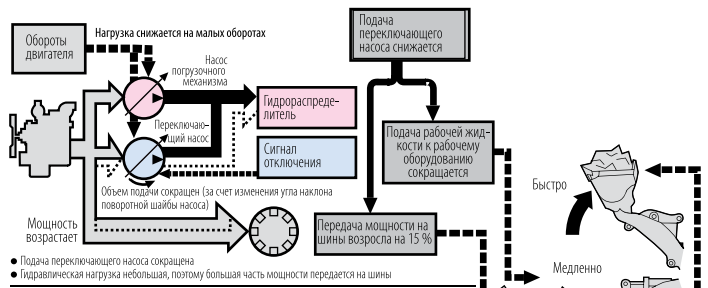 Обороты
двигателя
Нагрузка снижается на малых оборотах
Насос
погрузочного
механизма
Гидрораспреде-
литель
Переключаю-
щий насос
Сигнал
отключения
Объем подачи сокращен (за счет изменения угла наклона
поворотной шайбы насоса)
Мощность
возрастает
Подача
переключающего
насоса снижается
Подача рабочей жид-
кости к рабочему
оборудованию
сокращается
Передача мощности на
шины возросла на 15 %
Быстро
Медленно
● Подача переключающего насоса сокращена
● Гидравлическая нагрузка небольшая, поэтому большая часть мощности передается на шины